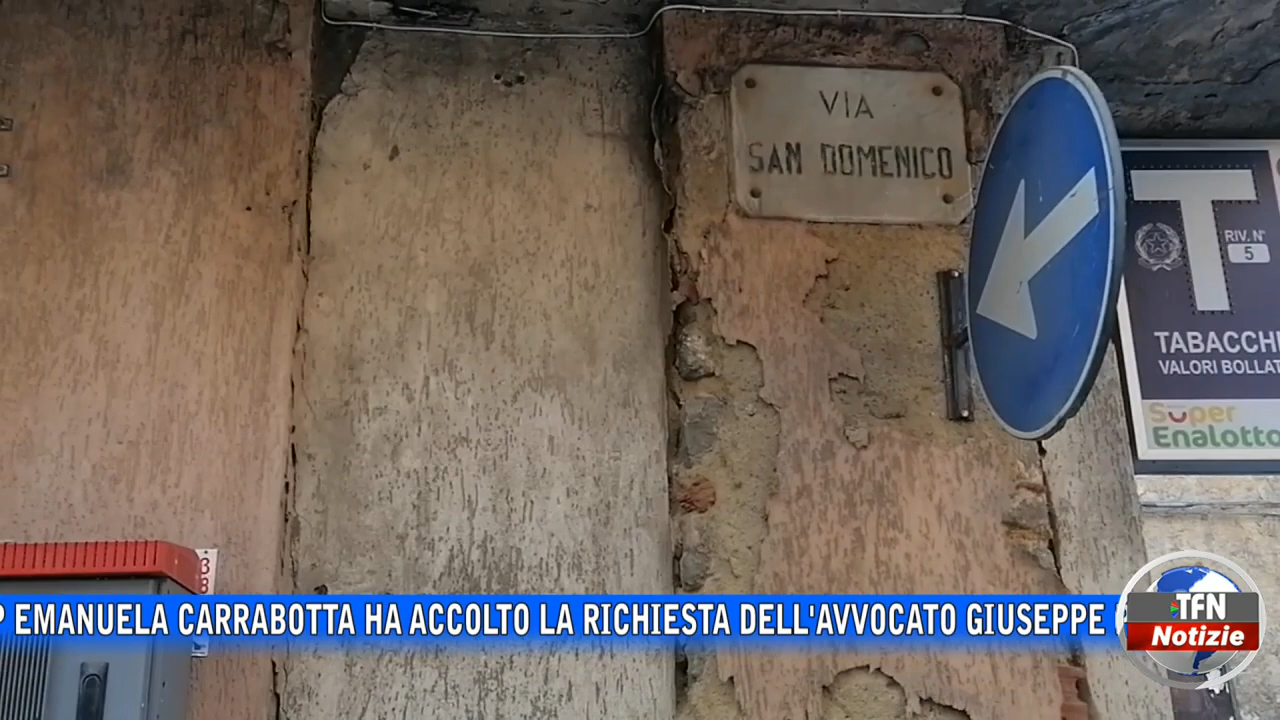 VIA
SAN DOMENICO
T
RIV. N°
5
TABACCHI
VALORI BOLLAT
Super
Enalotto
P EMANUELA CARRABOTTA HA ACCOLTO LA RICHIESTA DELL'AVVOCATO GIUSEPPE
TFN
Notizie